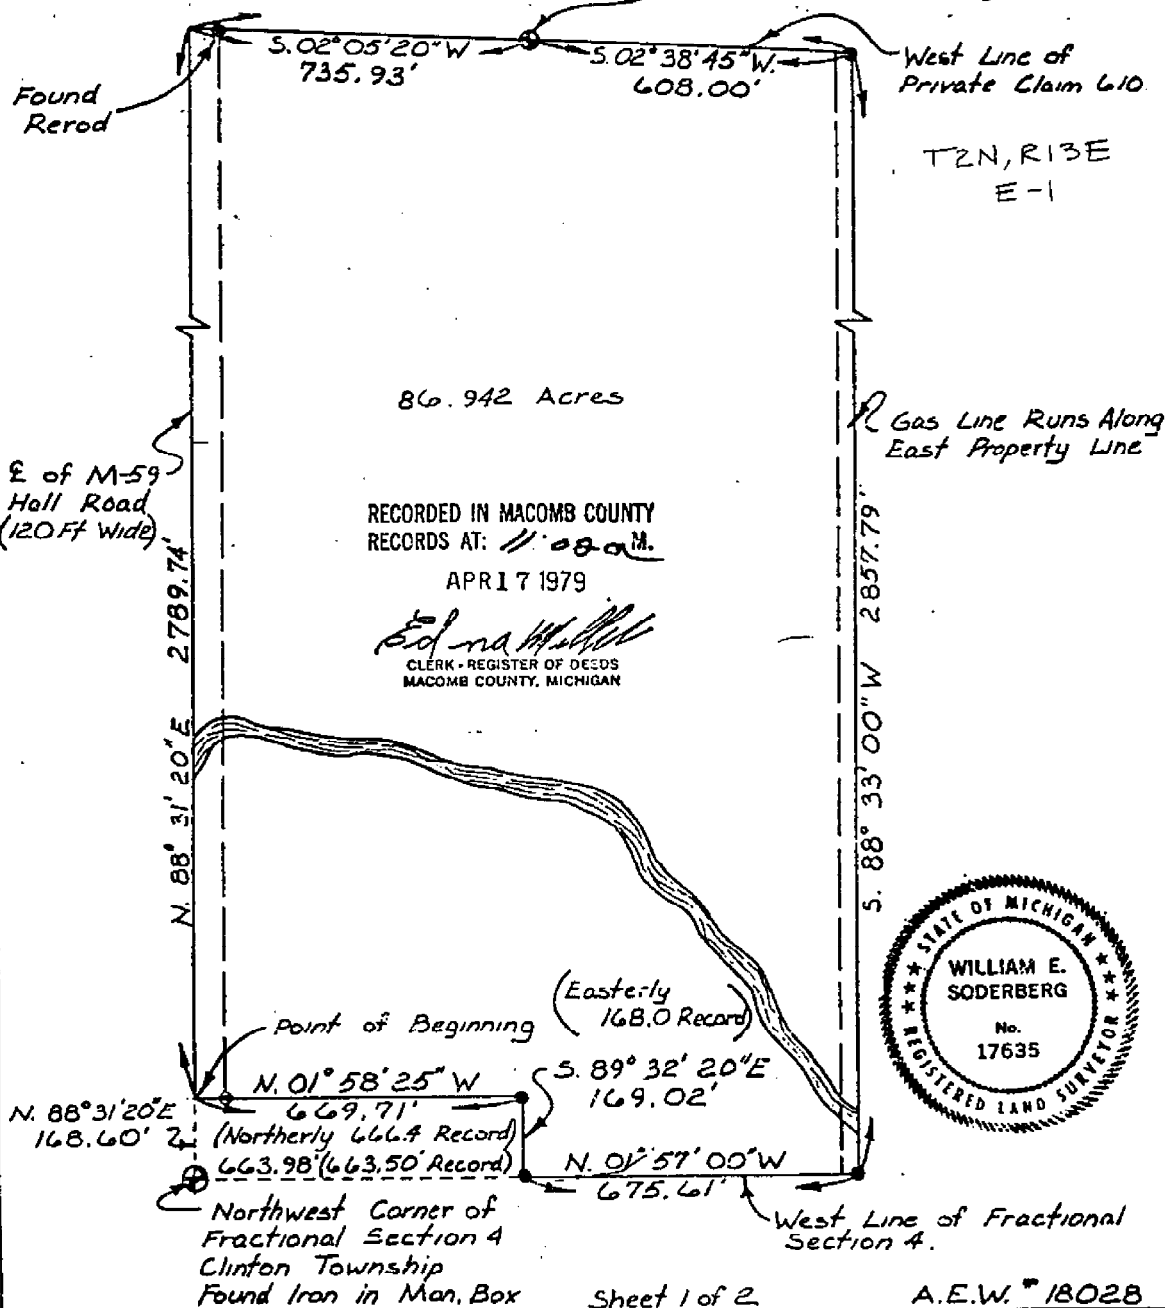 S. 02° 05' 20" W
735.93'
S. 02° 38' 45" W.
608.00'
West Line of
Private Claim 610
Found
Rerod
T2N, R13E
E-1
86.942 Acres
Gas Line Runs Along
East Property Line
℄ of M-59
Hall Road
(120 Ft Wide)
RECORDED IN MACOMB COUNTY
RECORDS AT: M.
APR 17 1979
CLERK - REGISTER OF DEEDS
MACOMB COUNTY, MICHIGAN
N. 88° 31' 20" E 2789.74'
S. 88° 33' 00" W 2857.79'
STATE OF MICHIGAN
WILLIAM E.
SODERBERG
No.
17635
REGISTERED LAND SURVEYOR
(Easterly
168.0 Record)
Point of Beginning
N. 01° 58' 25" W
669.71'
S. 89° 32' 20" E
169.02'
N. 88° 31' 20" E
168.60'
(Northerly 666.4 Record)
663.98' (663.50' Record)
N. 01° 57' 00" W
675.61'
Northwest Corner of
Fractional Section 4
Clinton Township
Found Iron in Mon. Box
West Line of Fractional
Section 4.
Sheet 1 of 2
A.E.W. # 18028